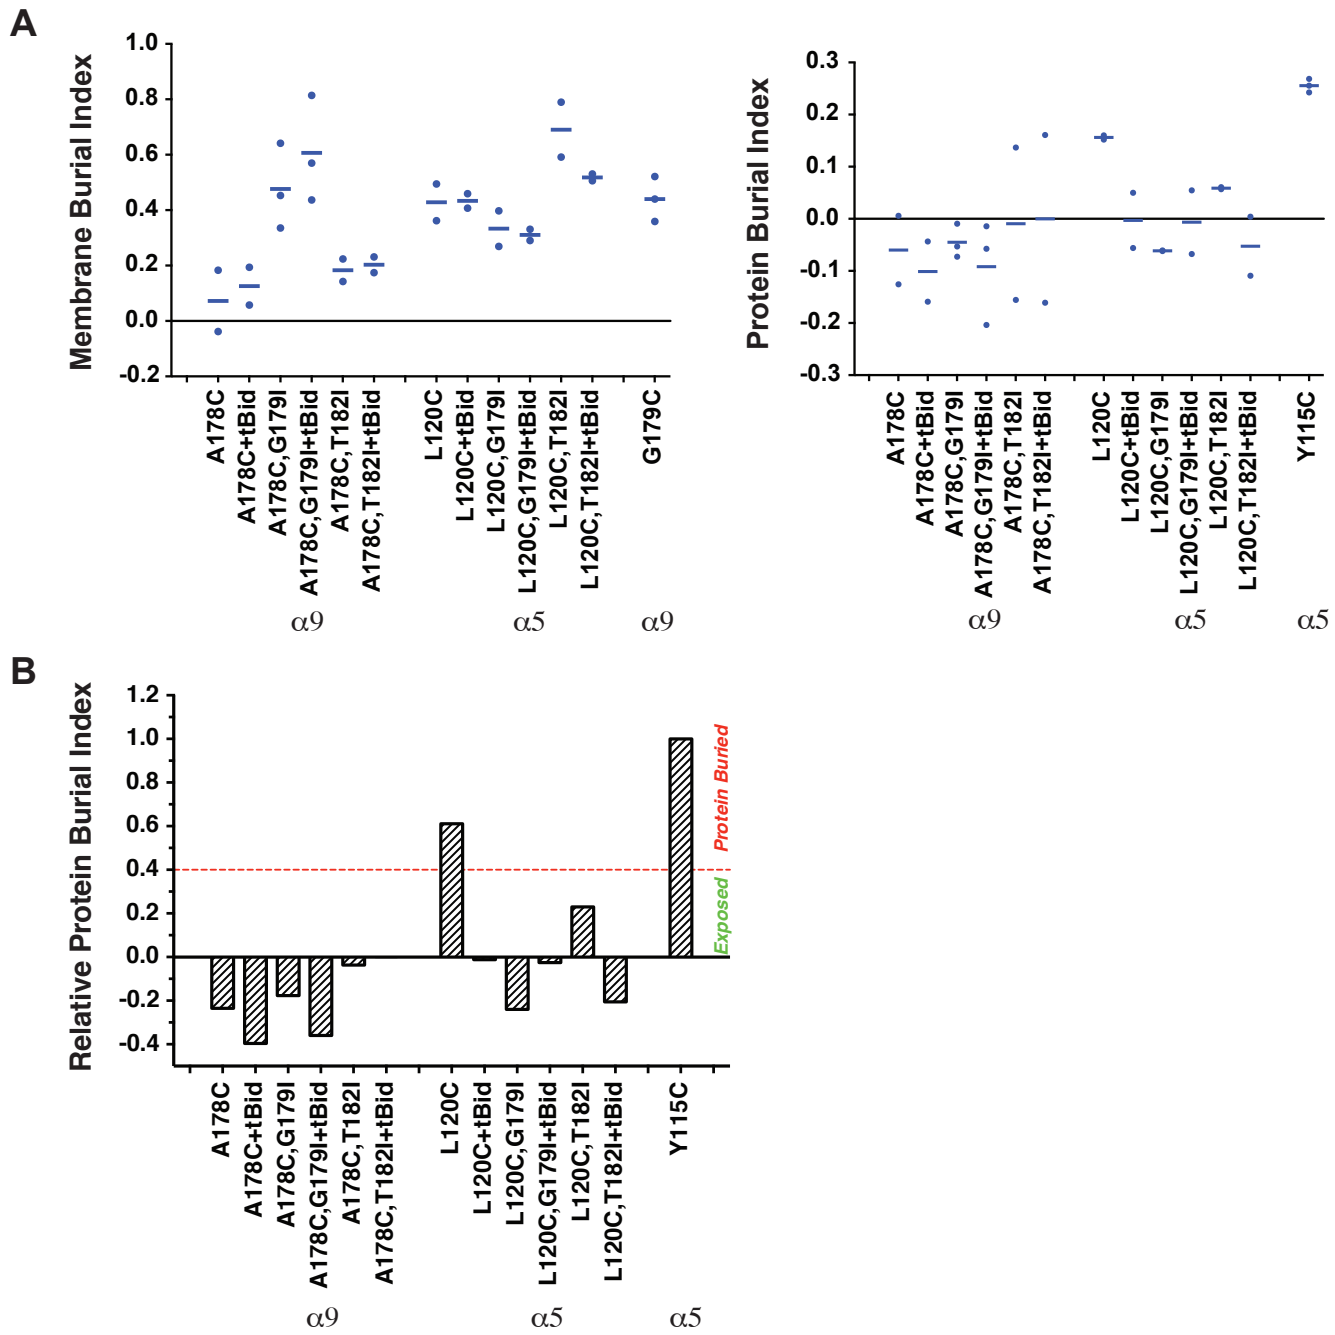 A
Membrane Burial Index
1.0
0.8
0.6
0.4
0.2
0.0
-0.2
A178C
A178C+tBid
A178C,G179I
A178C,G179I+tBid
A178C,T182I
A178C,T182I+tBid
L120C
L120C+tBid
L120C,G179I
L120C,G179I+tBid
L120C,T182I
L120C,T182I+tBid
G179C
α9
α5
α9
Protein Burial Index
0.3
0.2
0.1
0.0
-0.1
-0.2
-0.3
A178C
A178C+tBid
A178C,G179I
A178C,G179I+tBid
A178C,T182I
A178C,T182I+tBid
L120C
L120C+tBid
L120C,G179I
L120C,G179I+tBid
L120C,T182I
L120C,T182I+tBid
Y115C
α9
α5
α5
B
Relative Protein Burial Index
1.2
1.0
0.8
0.6
0.4
0.2
0.0
-0.2
-0.4
Protein Buried
Exposed
A178C
A178C+tBid
A178C,G179I
A178C,G179I+tBid
A178C,T182I
A178C,T182I+tBid
L120C
L120C+tBid
L120C,G179I
L120C,G179I+tBid
L120C,T182I
L120C,T182I+tBid
Y115C
α9
α5
α5